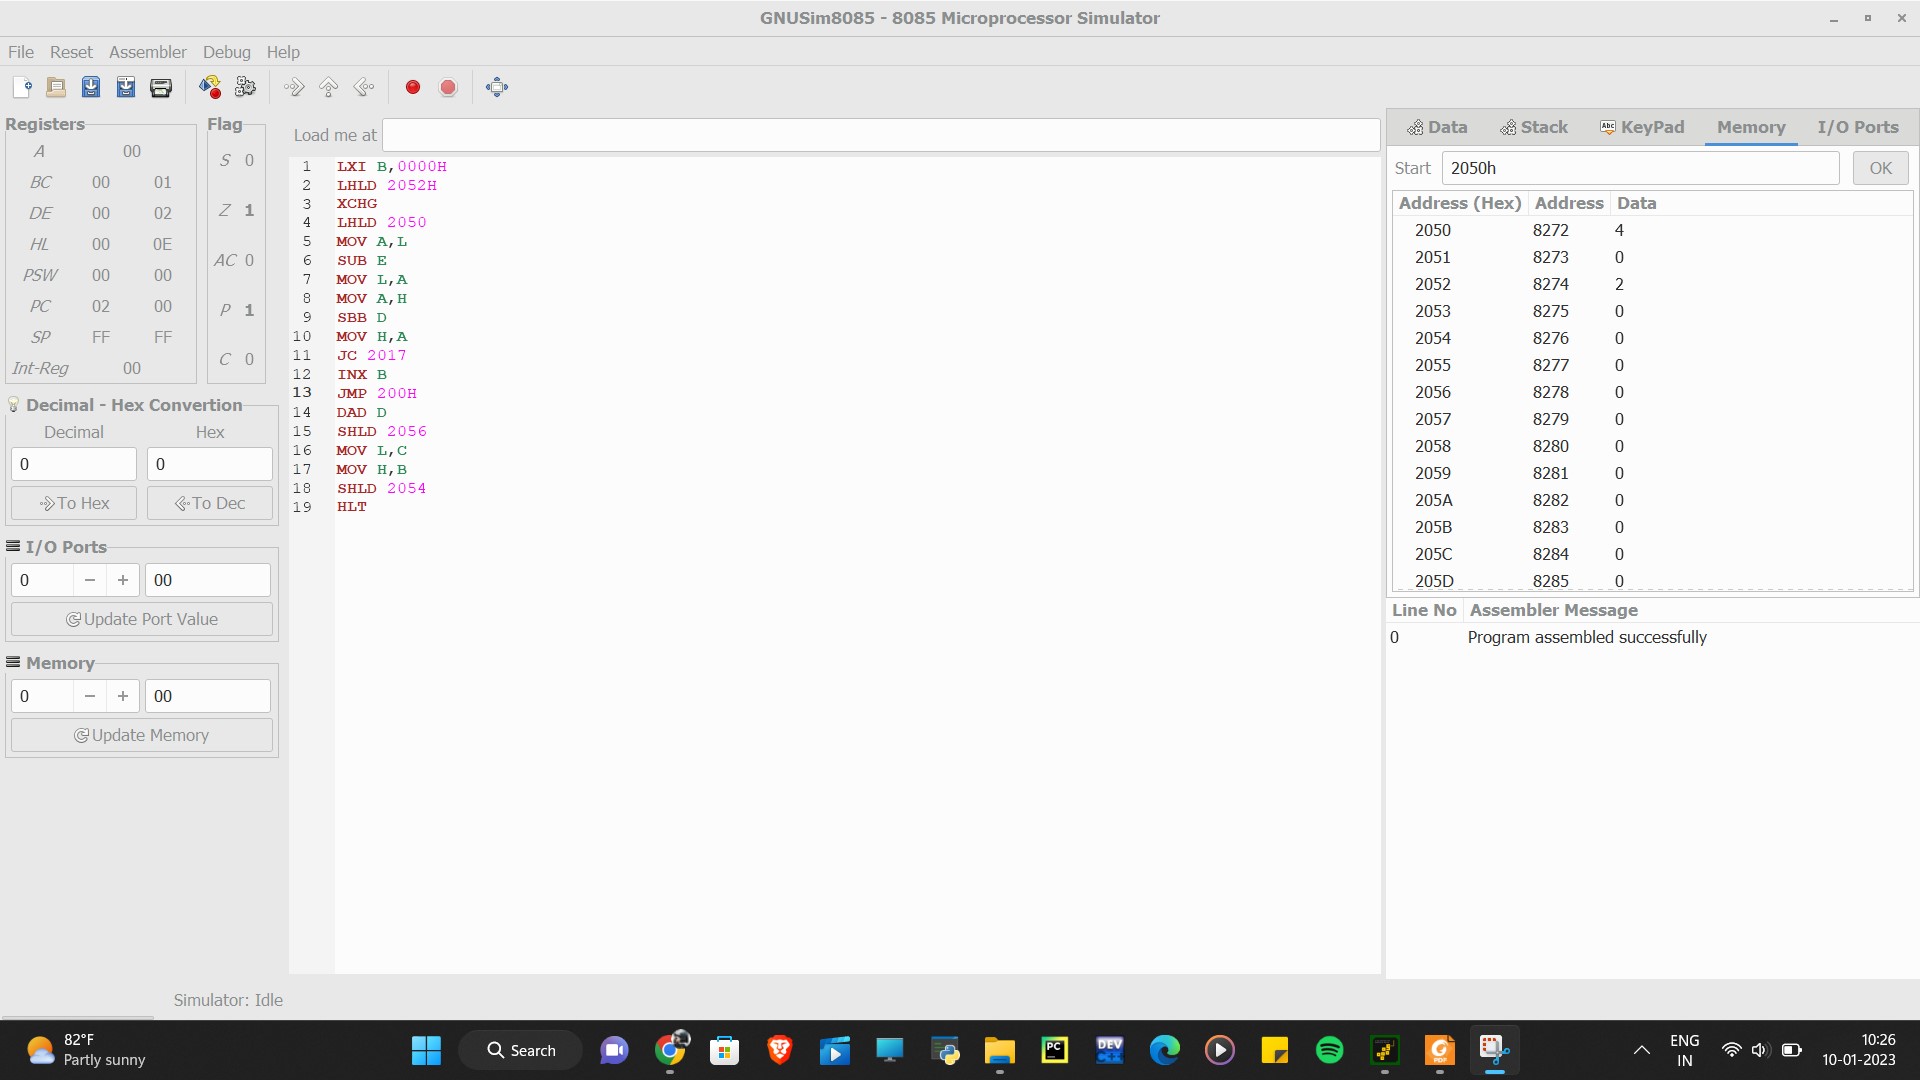 GNUSim8085 - 8085 Microprocessor Simulator
File Reset Assembler Debug Help
Registers
A 00
BC 00 01
DE 00 02
HL 00 0E
PSW 00 00
PC 02 00
SP FF FF
Int-Reg 00
Flag
S 0
Z 1
AC 0
P 1
C 0
Decimal - Hex Convertion
Decimal Hex
0 0
To Hex To Dec
I/O Ports
0 − + 00
Update Port Value
Memory
0 − + 00
Update Memory
Load me at
1 LXI B,0000H
2 LHLD 2052H
3 XCHG
4 LHLD 2050
5 MOV A,L
6 SUB E
7 MOV L,A
8 MOV A,H
9 SBB D
10 MOV H,A
11 JC 2017
12 INX B
13 JMP 200H
14 DAD D
15 SHLD 2056
16 MOV L,C
17 MOV H,B
18 SHLD 2054
19 HLT
Data Stack Abc KeyPad Memory I/O Ports
Start 2050h OK
Address (Hex) Address Data
2050 8272 4
2051 8273 0
2052 8274 2
2053 8275 0
2054 8276 0
2055 8277 0
2056 8278 0
2057 8279 0
2058 8280 0
2059 8281 0
205A 8282 0
205B 8283 0
205C 8284 0
205D 8285 0
Line No Assembler Message
0 Program assembled successfully
Simulator: Idle
82°F
Partly sunny
Search
PC
DEV
C++
PDF
ENG
IN
10:26
10-01-2023